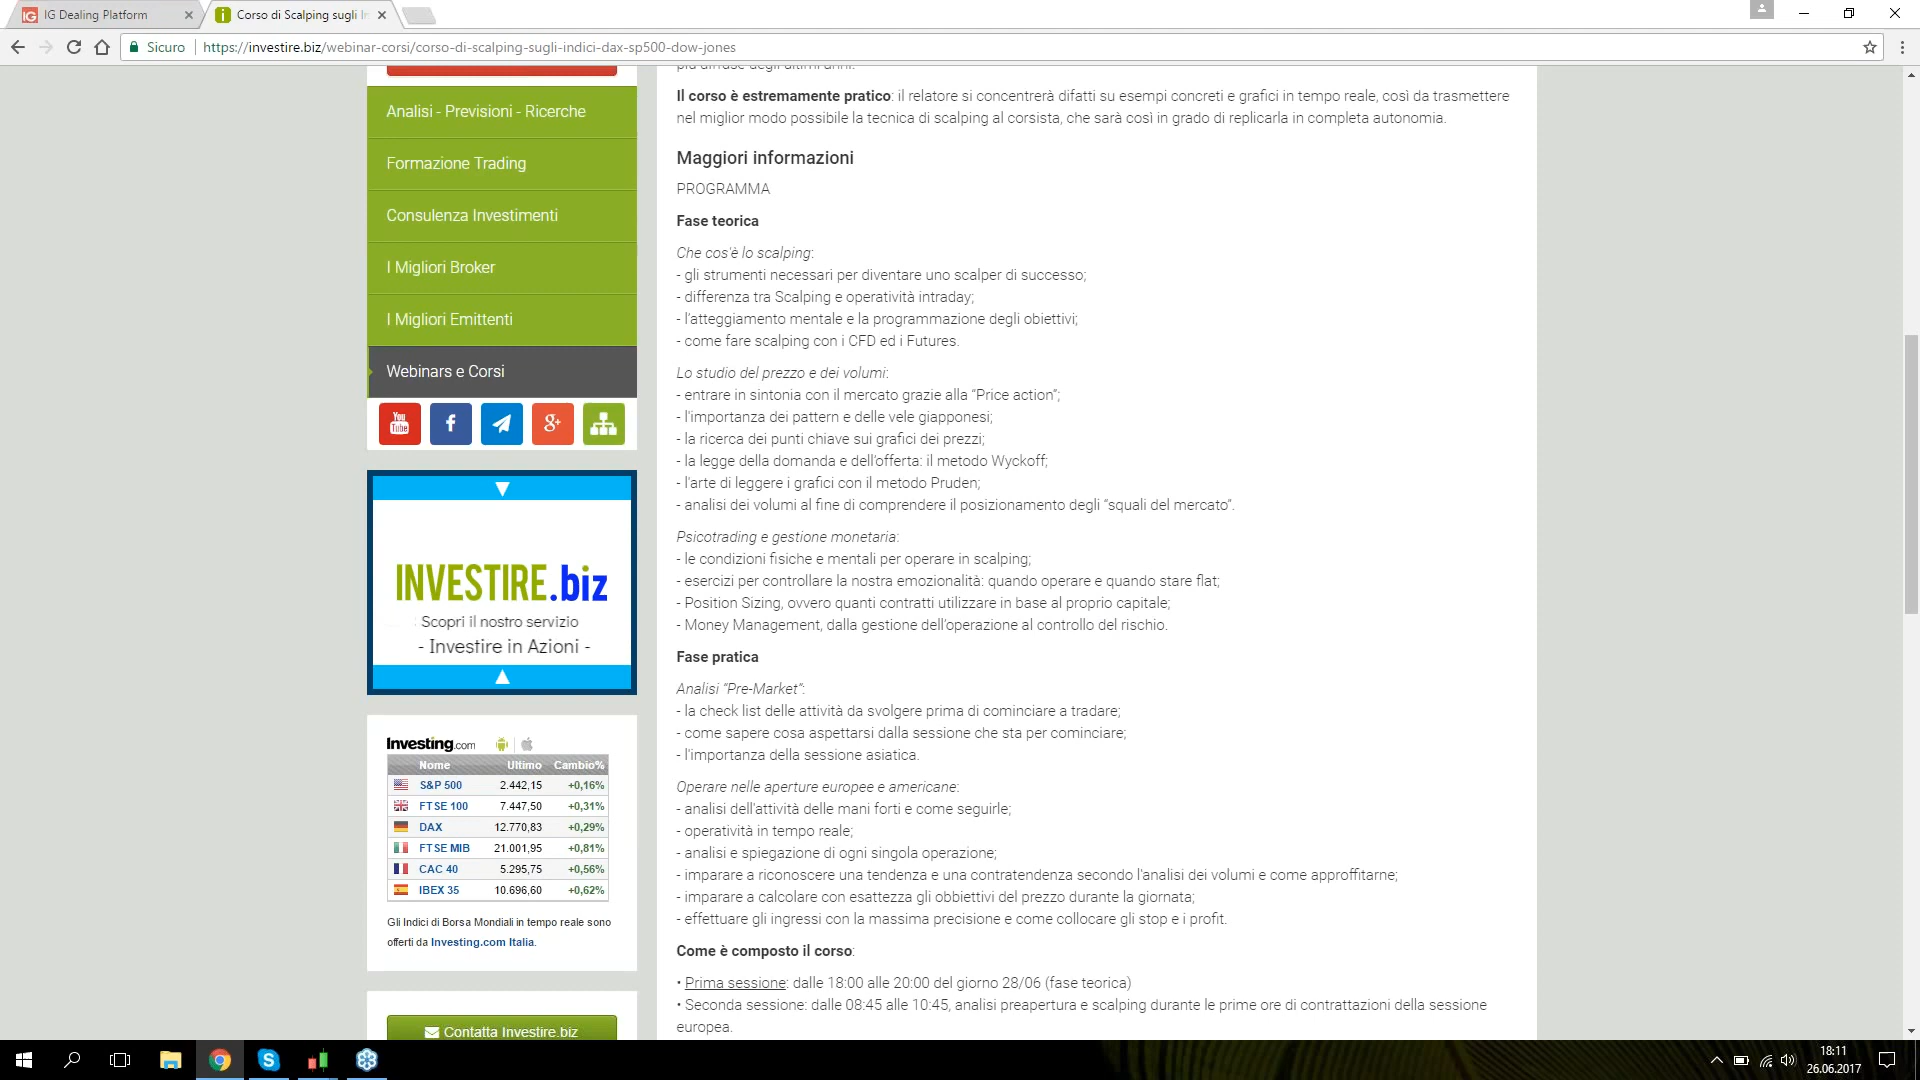 IG Dealing Platform
Corso di Scalping sugli I
Sicuro
https://investire.biz/webinar-corsi/corso-di-scalping-sugli-indici-dax-sp500-dow-jones
Analisi - Previsioni - Ricerche
Formazione Trading
Consulenza Investimenti
I Migliori Broker
I Migliori Emittenti
Webinars e Corsi
You
Tube
f
g+
INVESTIRE.biz
Scopri il nostro servizio
- Investire in Azioni -
Investing.com
Nome Ultimo Cambio%
S&P 500 2.442,15 +0,16%
FTSE 100 7.447,50 +0,31%
DAX 12.770,83 +0,29%
FTSE MIB 21.001,95 +0,81%
CAC 40 5.295,75 +0,56%
IBEX 35 10.696,60 +0,62%
Gli Indici di Borsa Mondiali in tempo reale sono
offerti da Investing.com Italia.
Contatta Investire.biz
più diffuse degli ultimi anni.
Il corso è estremamente pratico: il relatore si concentrerà difatti su esempi concreti e grafici in tempo reale, così da trasmettere
nel miglior modo possibile la tecnica di scalping al corsista, che sarà così in grado di replicarla in completa autonomia.
Maggiori informazioni
PROGRAMMA
Fase teorica
Che cos'è lo scalping:
- gli strumenti necessari per diventare uno scalper di successo;
- differenza tra Scalping e operatività intraday;
- l’atteggiamento mentale e la programmazione degli obiettivi;
- come fare scalping con i CFD ed i Futures.
Lo studio del prezzo e dei volumi:
- entrare in sintonia con il mercato grazie alla “Price action”;
- l'importanza dei pattern e delle vele giapponesi;
- la ricerca dei punti chiave sui grafici dei prezzi;
- la legge della domanda e dell’offerta: il metodo Wyckoff;
- l'arte di leggere i grafici con il metodo Pruden;
- analisi dei volumi al fine di comprendere il posizionamento degli “squali del mercato”.
Psicotrading e gestione monetaria:
- le condizioni fisiche e mentali per operare in scalping;
- esercizi per controllare la nostra emozionalità: quando operare e quando stare flat;
- Position Sizing, ovvero quanti contratti utilizzare in base al proprio capitale;
- Money Management, dalla gestione dell’operazione al controllo del rischio.
Fase pratica
Analisi “Pre-Market”:
- la check list delle attività da svolgere prima di cominciare a tradare;
- come sapere cosa aspettarsi dalla sessione che sta per cominciare;
- l'importanza della sessione asiatica.
Operare nelle aperture europee e americane:
- analisi dell'attività delle mani forti e come seguirle;
- operatività in tempo reale;
- analisi e spiegazione di ogni singola operazione;
- imparare a riconoscere una tendenza e una contratendenza secondo l'analisi dei volumi e come approffitarne;
- imparare a calcolare con esattezza gli obbiettivi del prezzo durante la giornata;
- effettuare gli ingressi con la massima precisione e come collocare gli stop e i profit.
Come è composto il corso:
• Prima sessione: dalle 18:00 alle 20:00 del giorno 28/06 (fase teorica)
• Seconda sessione: dalle 08:45 alle 10:45, analisi preapertura e scalping durante le prime ore di contrattazioni della sessione
europea.
18:11
26.06.2017